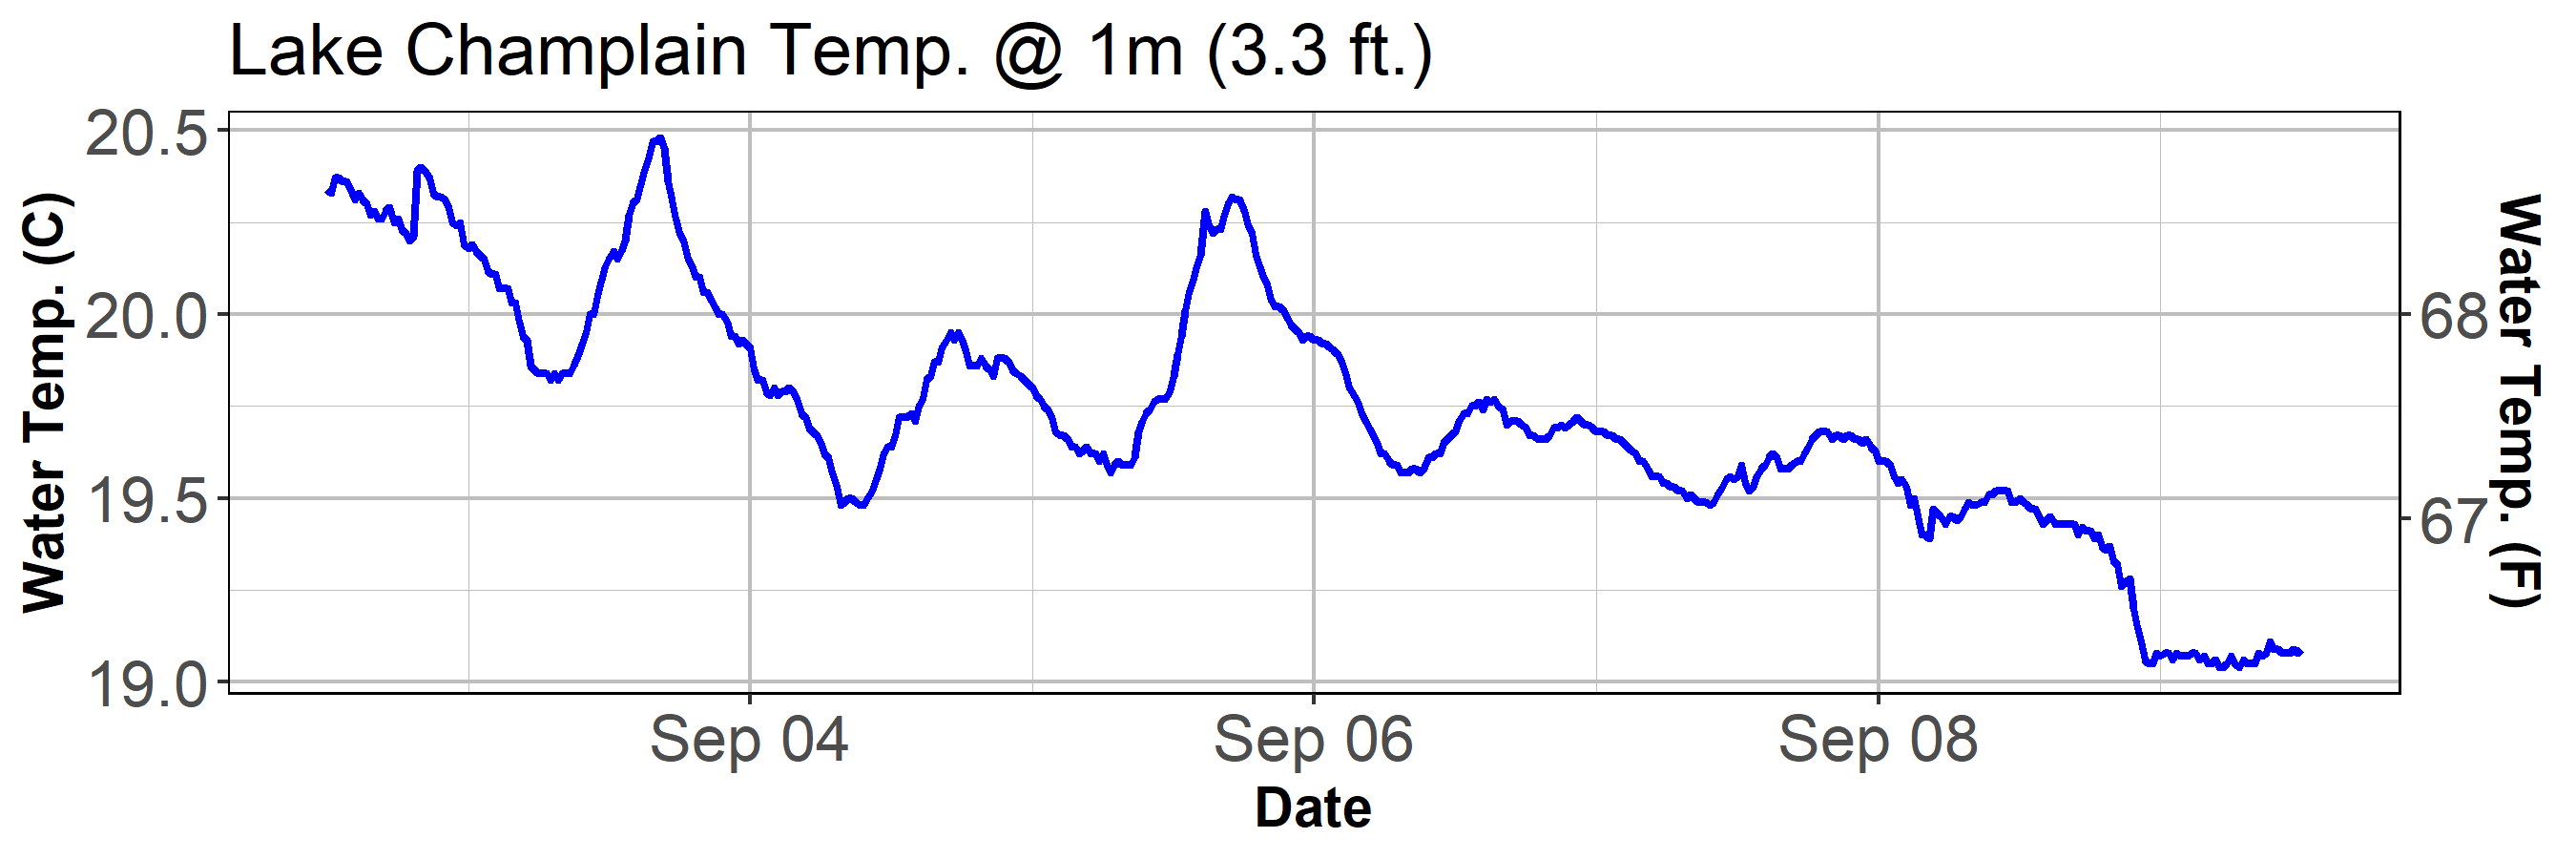 Lake Champlain Temp. @ 1m (3.3 ft.)
Water Temp. (C)
20.5
20.0
19.5
19.0
68
67
Water Temp. (F)
Sep 04 Sep 06 Sep 08
Date